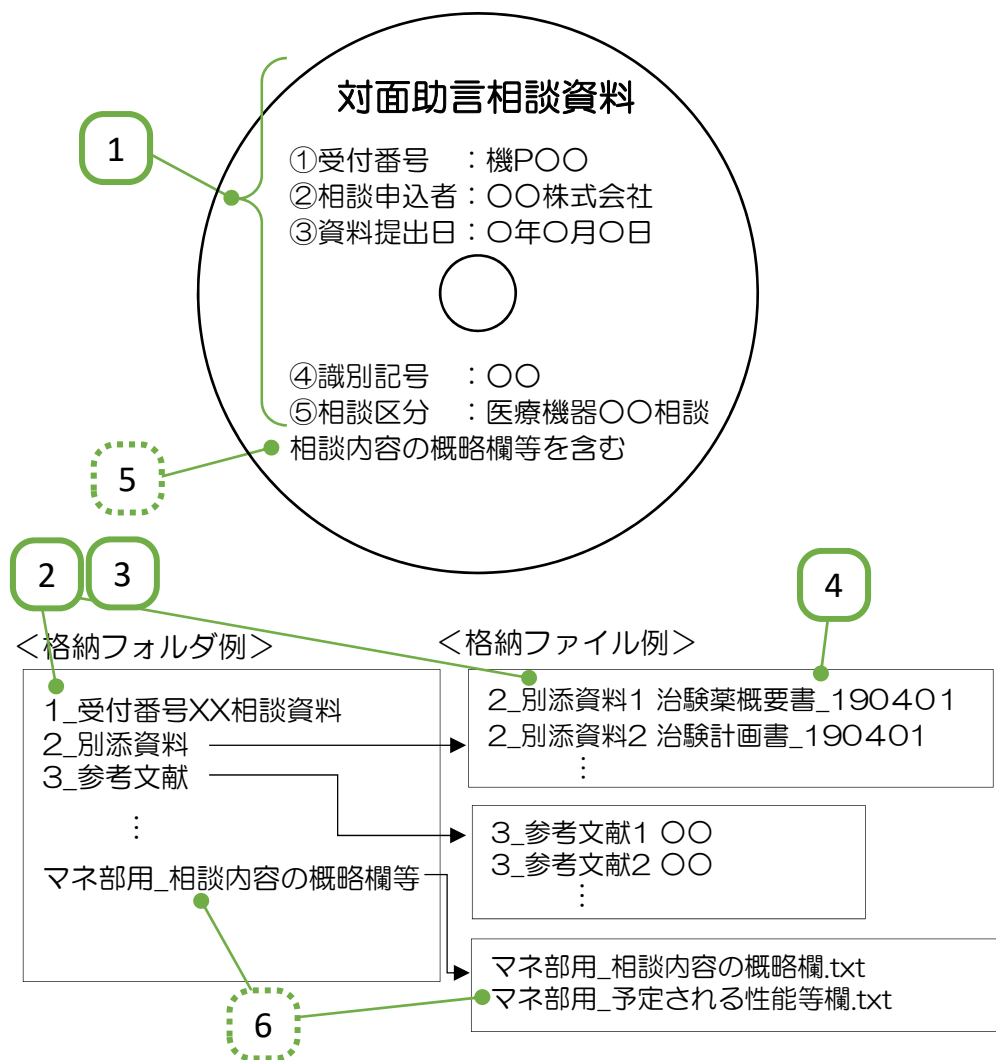 対面助言相談資料
1
①受付番号　：機P〇〇
②相談申込者：〇〇株式会社
③資料提出日：〇年〇月〇日
④識別記号　：〇〇
⑤相談区分　：医療機器〇〇相談
相談内容の概略欄等を含む
5
2
3
4
＜格納フォルダ例＞
1_受付番号XX相談資料
2_別添資料
3_参考文献
⋮
マネ部用_相談内容の概略欄等
＜格納ファイル例＞
2_別添資料1 治験薬概要書_190401
2_別添資料2 治験計画書_190401
⋮
3_参考文献1 〇〇
3_参考文献2 〇〇
⋮
マネ部用_相談内容の概略欄.txt
マネ部用_予定される性能等欄.txt
6